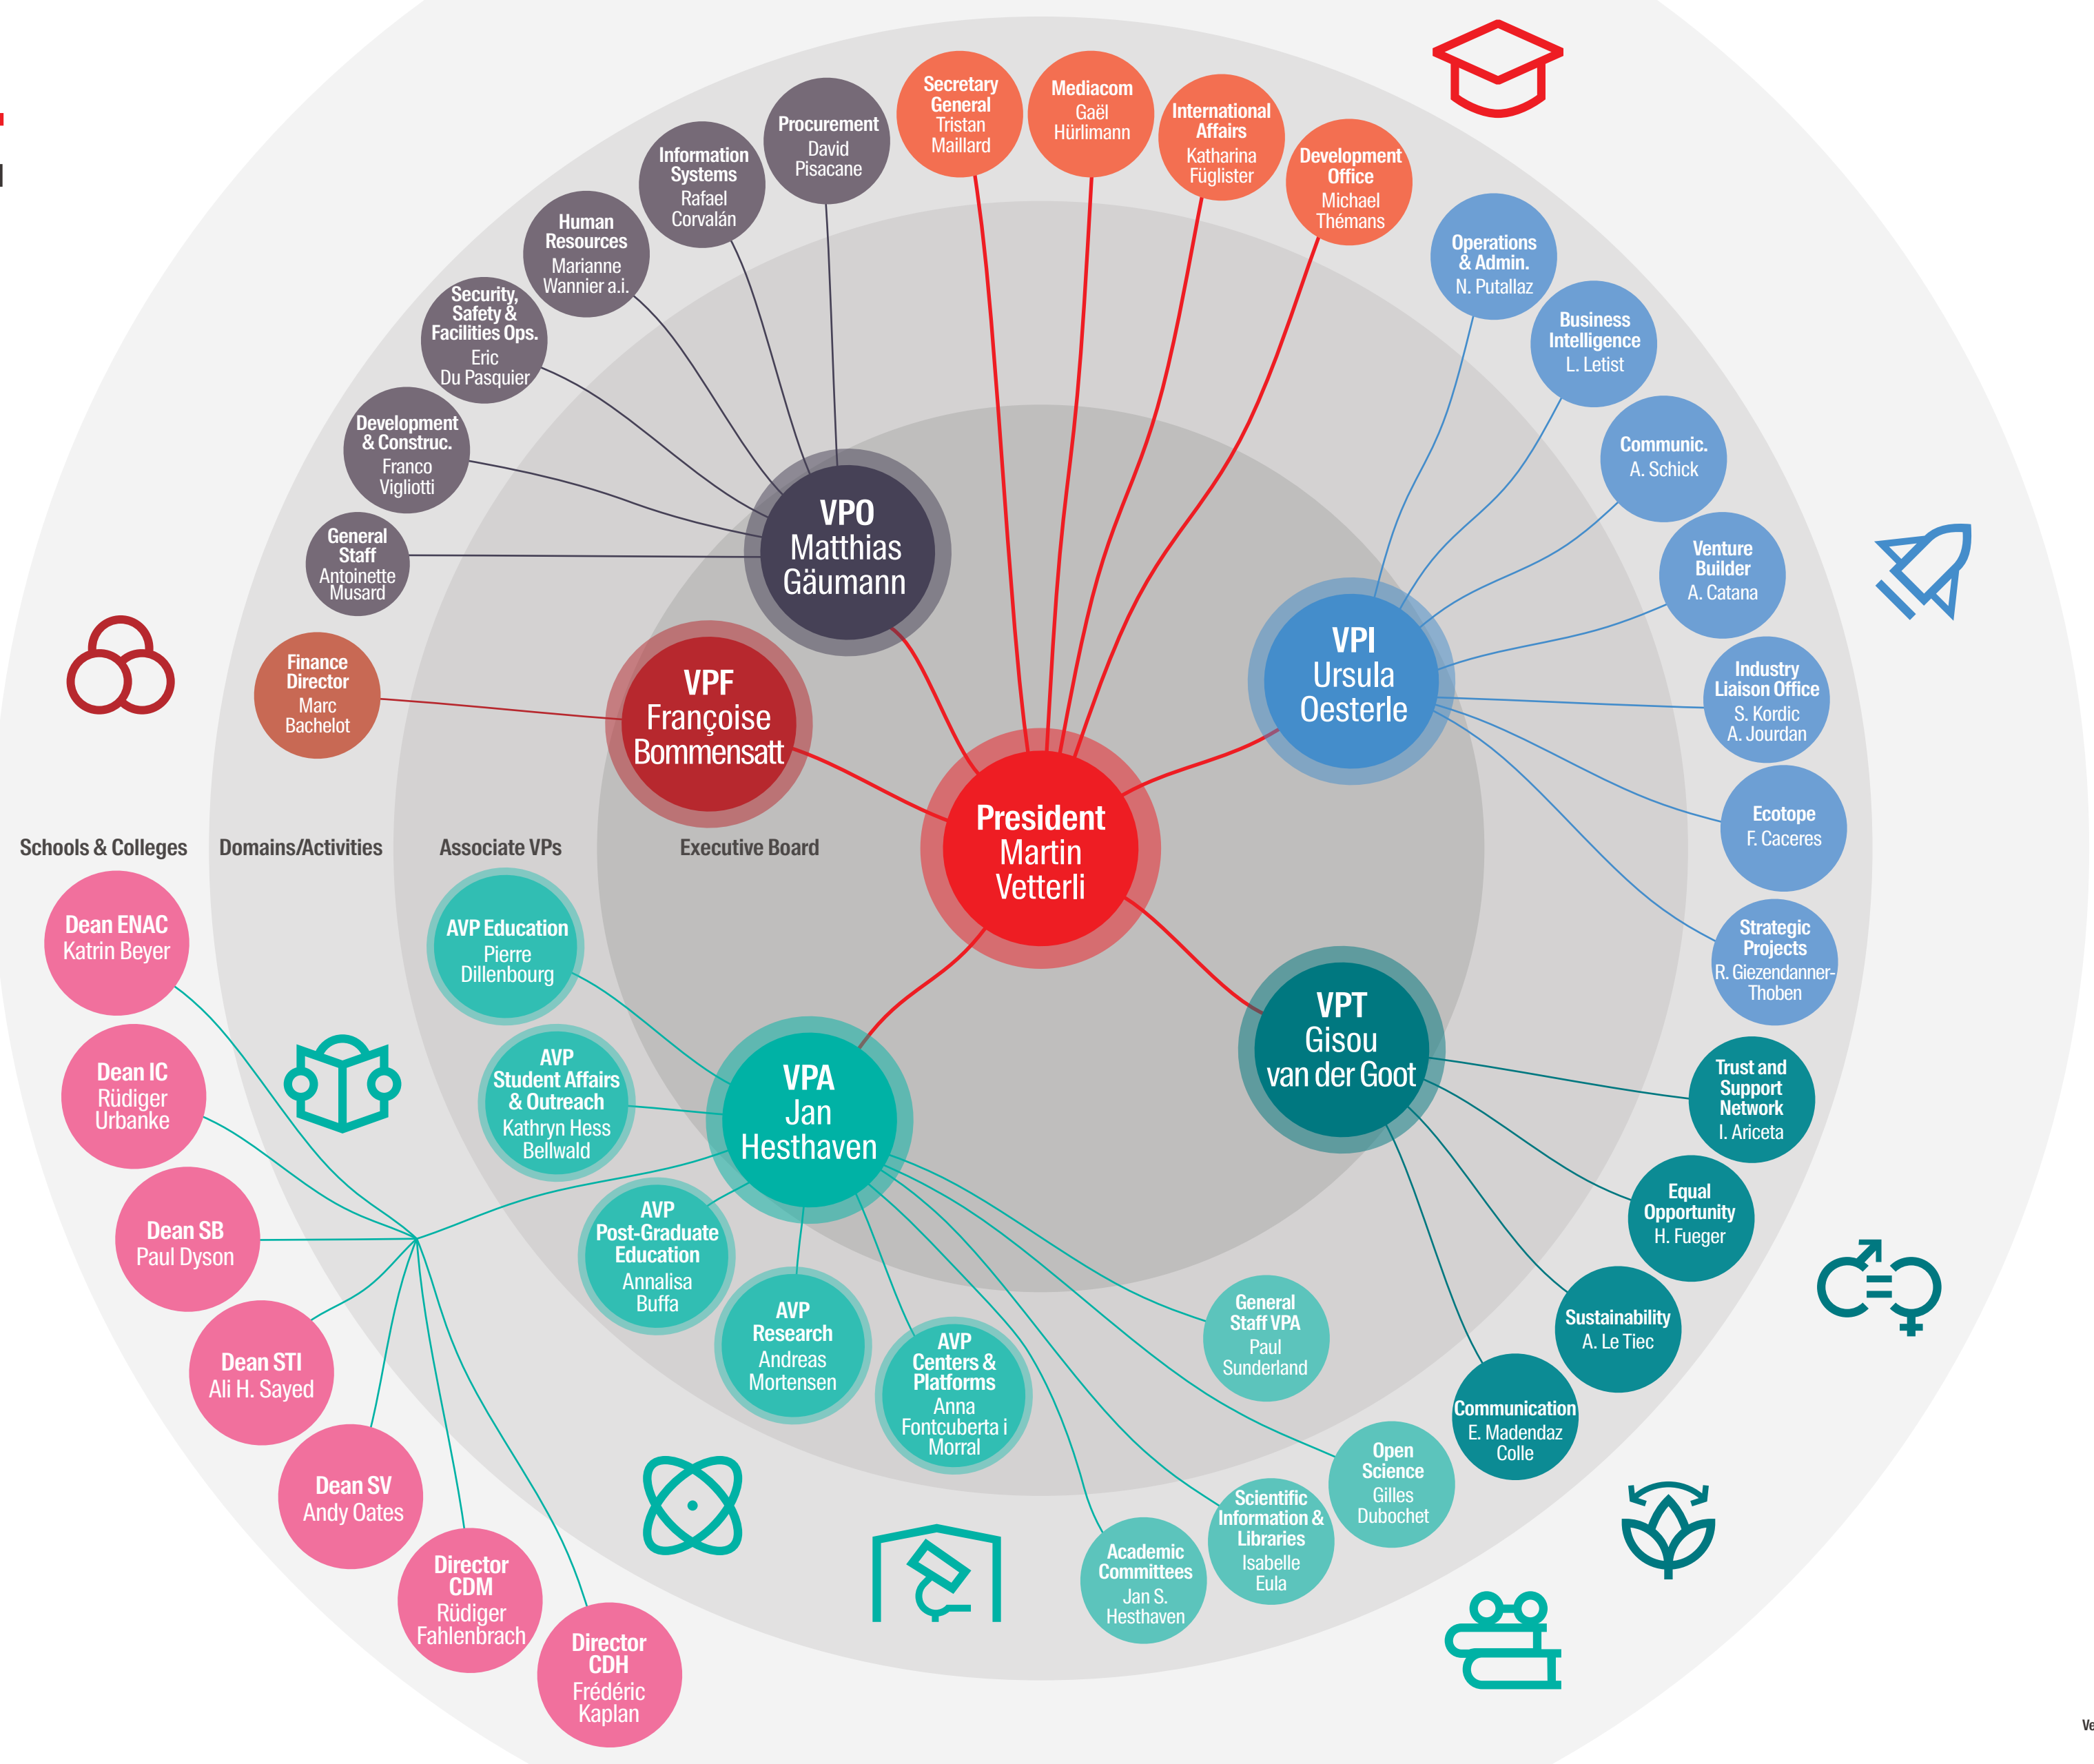 Secretary
General
Tristan
Maillard
Mediacom
Gaël
Hürlimann
International
Affairs
Katharina
Füglister
Development
Office
Michael
Thémans
Procurement
David
Pisacane
Information
Systems
Rafael
Corvalán
Human
Resources
Marianne
Wannier a.i.
Security,
Safety &
Facilities Ops.
Eric
Du Pasquier
Development
& Construc.
Franco
Vigliotti
General
Staff
Antoinette
Musard
Finance
Director
Marc
Bachelot
VPO
Matthias
Gäumann
VPF
Françoise
Bommensatt
President
Martin
Vetterli
VPI
Ursula
Oesterle
Operations
& Admin.
N. Putallaz
Business
Intelligence
L. Letist
Communic.
A. Schick
Venture
Builder
A. Catana
Industry
Liaison Office
S. Kordic
A. Jourdan
Ecotope
F. Caceres
Strategic
Projects
R. Giezendanner-
Thoben
Schools & Colleges
Domains/Activities
Associate VPs
Executive Board
VPT
Gisou
van der Goot
Trust and
Support
Network
I. Ariceta
Equal
Opportunity
H. Fueger
Sustainability
A. Le Tiec
Communication
E. Madendaz
Colle
VPA
Jan
Hesthaven
AVP Education
Pierre
Dillenbourg
AVP
Student Affairs
& Outreach
Kathryn Hess
Bellwald
AVP
Post-Graduate
Education
Annalisa
Buffa
AVP
Research
Andreas
Mortensen
AVP
Centers &
Platforms
Anna
Fontcuberta i
Morral
General
Staff VPA
Paul
Sunderland
Open
Science
Gilles
Dubochet
Scientific
Information &
Libraries
Isabelle
Eula
Academic
Committees
Jan S.
Hesthaven
Dean ENAC
Katrin Beyer
Dean IC
Rüdiger
Urbanke
Dean SB
Paul Dyson
Dean STI
Ali H. Sayed
Dean SV
Andy Oates
Director
CDM
Rüdiger
Fahlenbrach
Director
CDH
Frédéric
Kaplan